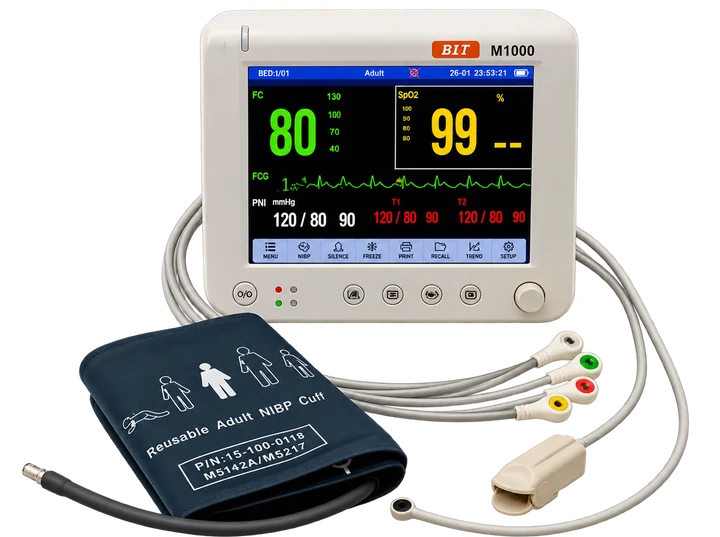 BIT M1000
BED:1/01 Adult 26-01 23:53:21
FC 130
80 100
70
40
SpO2 %
100
90
80
80
99 --
FCG 1
PNI mmHg
120 / 80 90
T1
120 / 80 90
T2
120 / 80 90
MENU NIBP SILENCE FREEZE PRINT RECALL TREND SETUP
O/O
Reusable Adult NIBP Cuff
P/N:15-100-0118
M5142A/M5217